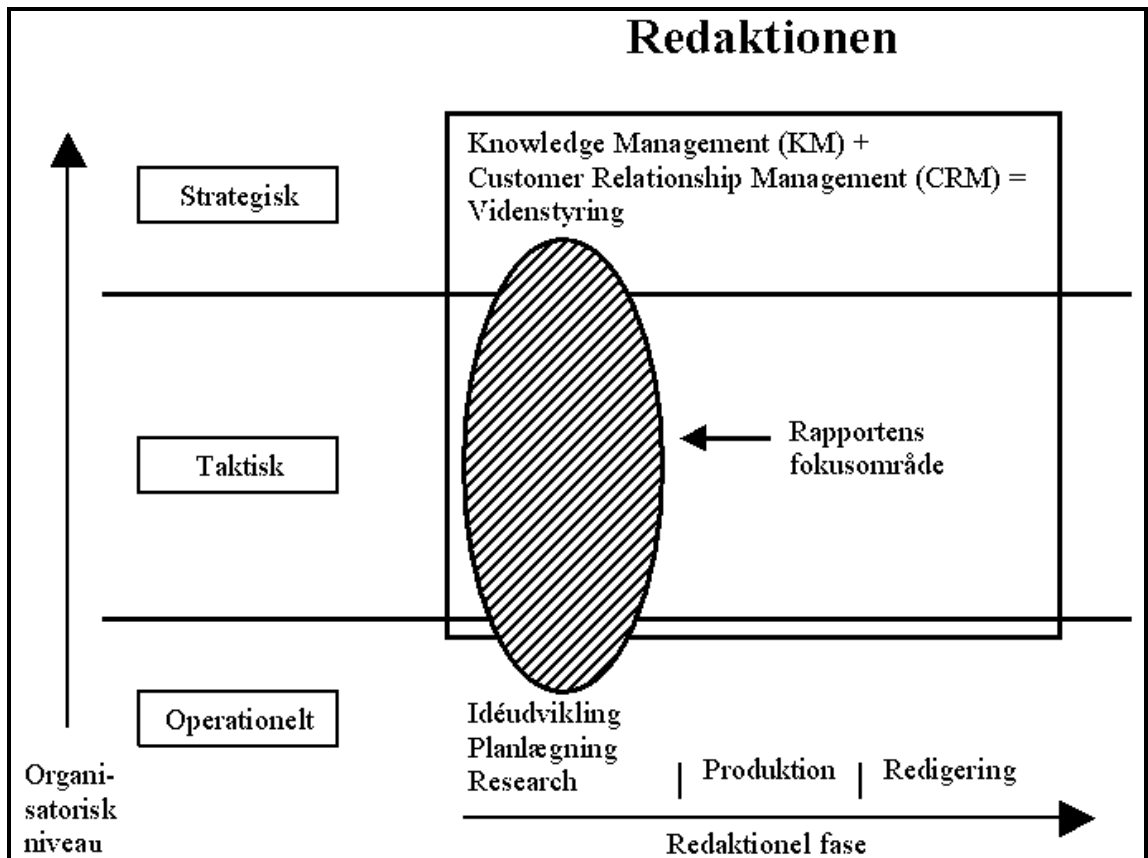 Redaktionen
Knowledge Management (KM) +
Customer Relationship Management (CRM) =
Videnstyring
Strategisk
Taktisk
Rapportens
fokusområde
Operationelt
Idéudvikling
Planlægning
Research
Produktion
Redigering
Organi-
satorisk
niveau
Redaktionel fase